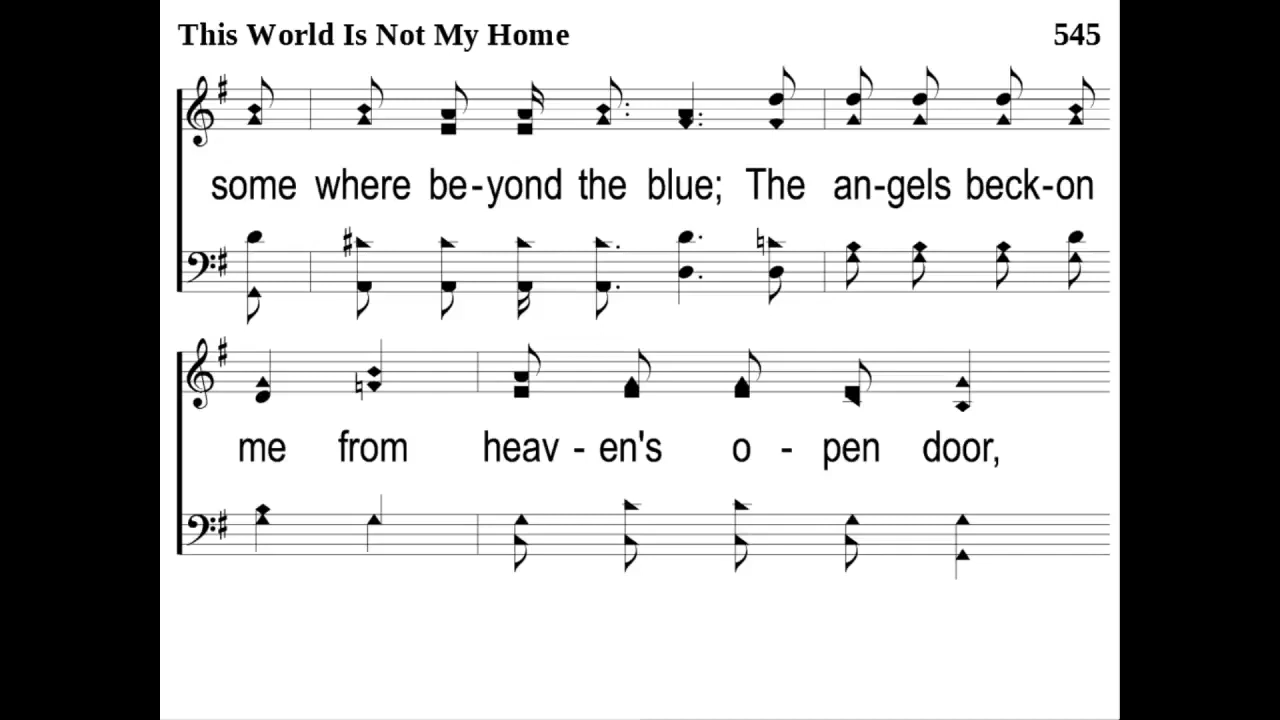 This World Is Not My Home 545
some where be-yond the blue; The an-gels beck-on
me from heav - en's o - pen door,